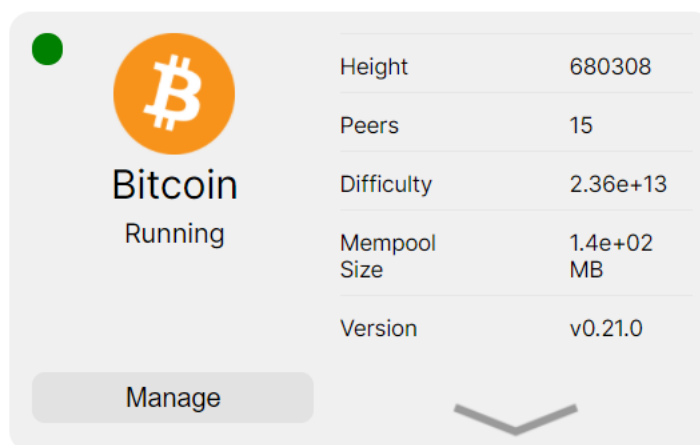 Bitcoin
Running
Manage
Height 680308
Peers 15
Difficulty 2.36e+13
Mempool Size 1.4e+02 MB
Version v0.21.0